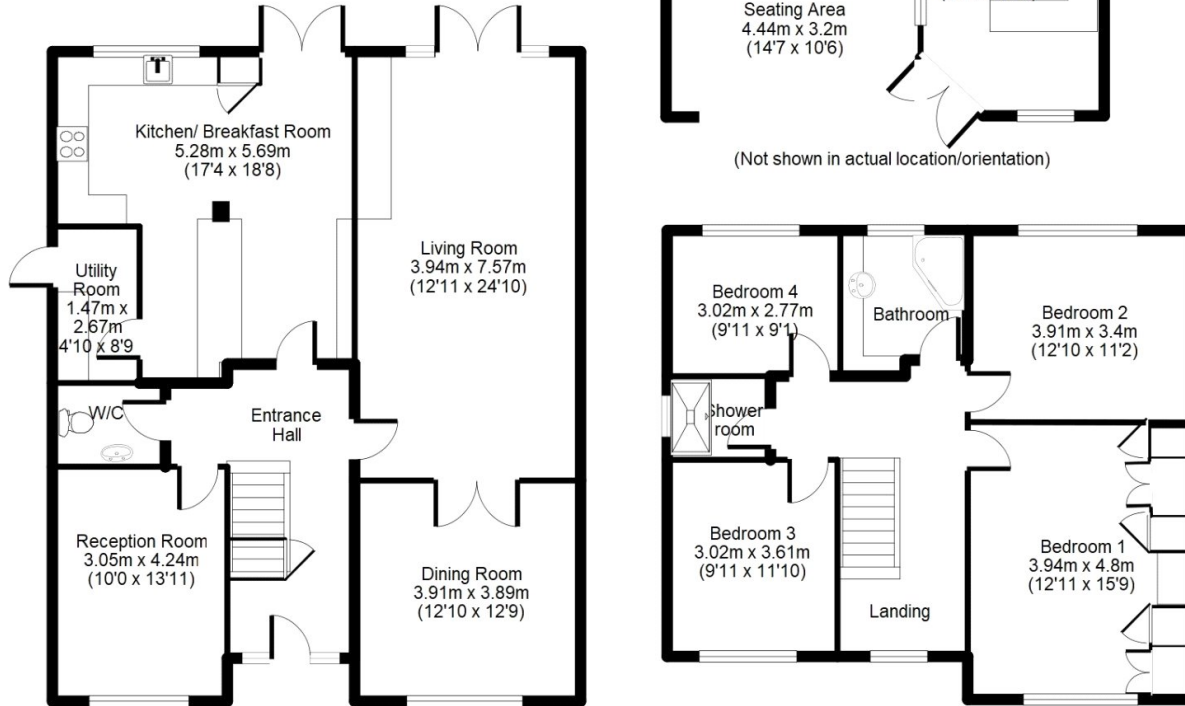 Seating Area
4.44m x 3.2m
(14'7 x 10'6)
(Not shown in actual location/orientation)
Kitchen/ Breakfast Room
5.28m x 5.69m
(17'4 x 18'8)
Living Room
3.94m x 7.57m
(12'11 x 24'10)
Utility
Room
1.47m x
2.67m
4'10 x 8'9
W/C
Entrance
Hall
Reception Room
3.05m x 4.24m
(10'0 x 13'11)
Dining Room
3.91m x 3.89m
(12'10 x 12'9)
Bedroom 4
3.02m x 2.77m
(9'11 x 9'1)
Bathroom
Bedroom 2
3.91m x 3.4m
(12'10 x 11'2)
Shower
room
Bedroom 3
3.02m x 3.61m
(9'11 x 11'10)
Bedroom 1
3.94m x 4.8m
(12'11 x 15'9)
Landing